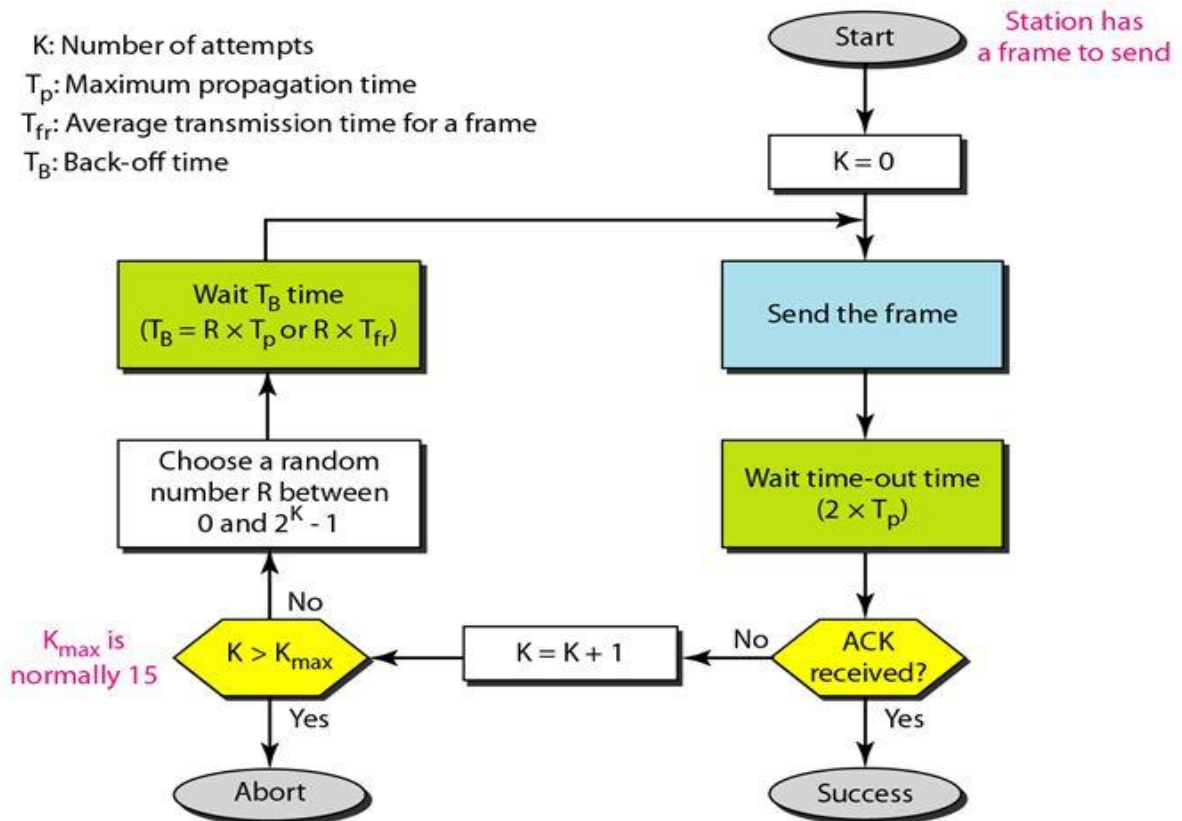 K: Number of attempts
Tp: Maximum propagation time
Tfr: Average transmission time for a frame
TB: Back-off time
Start
Station has
a frame to send
K = 0
Wait TB time
(TB = R × Tp or R × Tfr)
Send the frame
Choose a random
number R between
0 and 2^K - 1
Wait time-out time
(2 × Tp)
No
Kmax is
normally 15
K > Kmax
K = K + 1
No
ACK
received?
Yes
Yes
Abort
Success